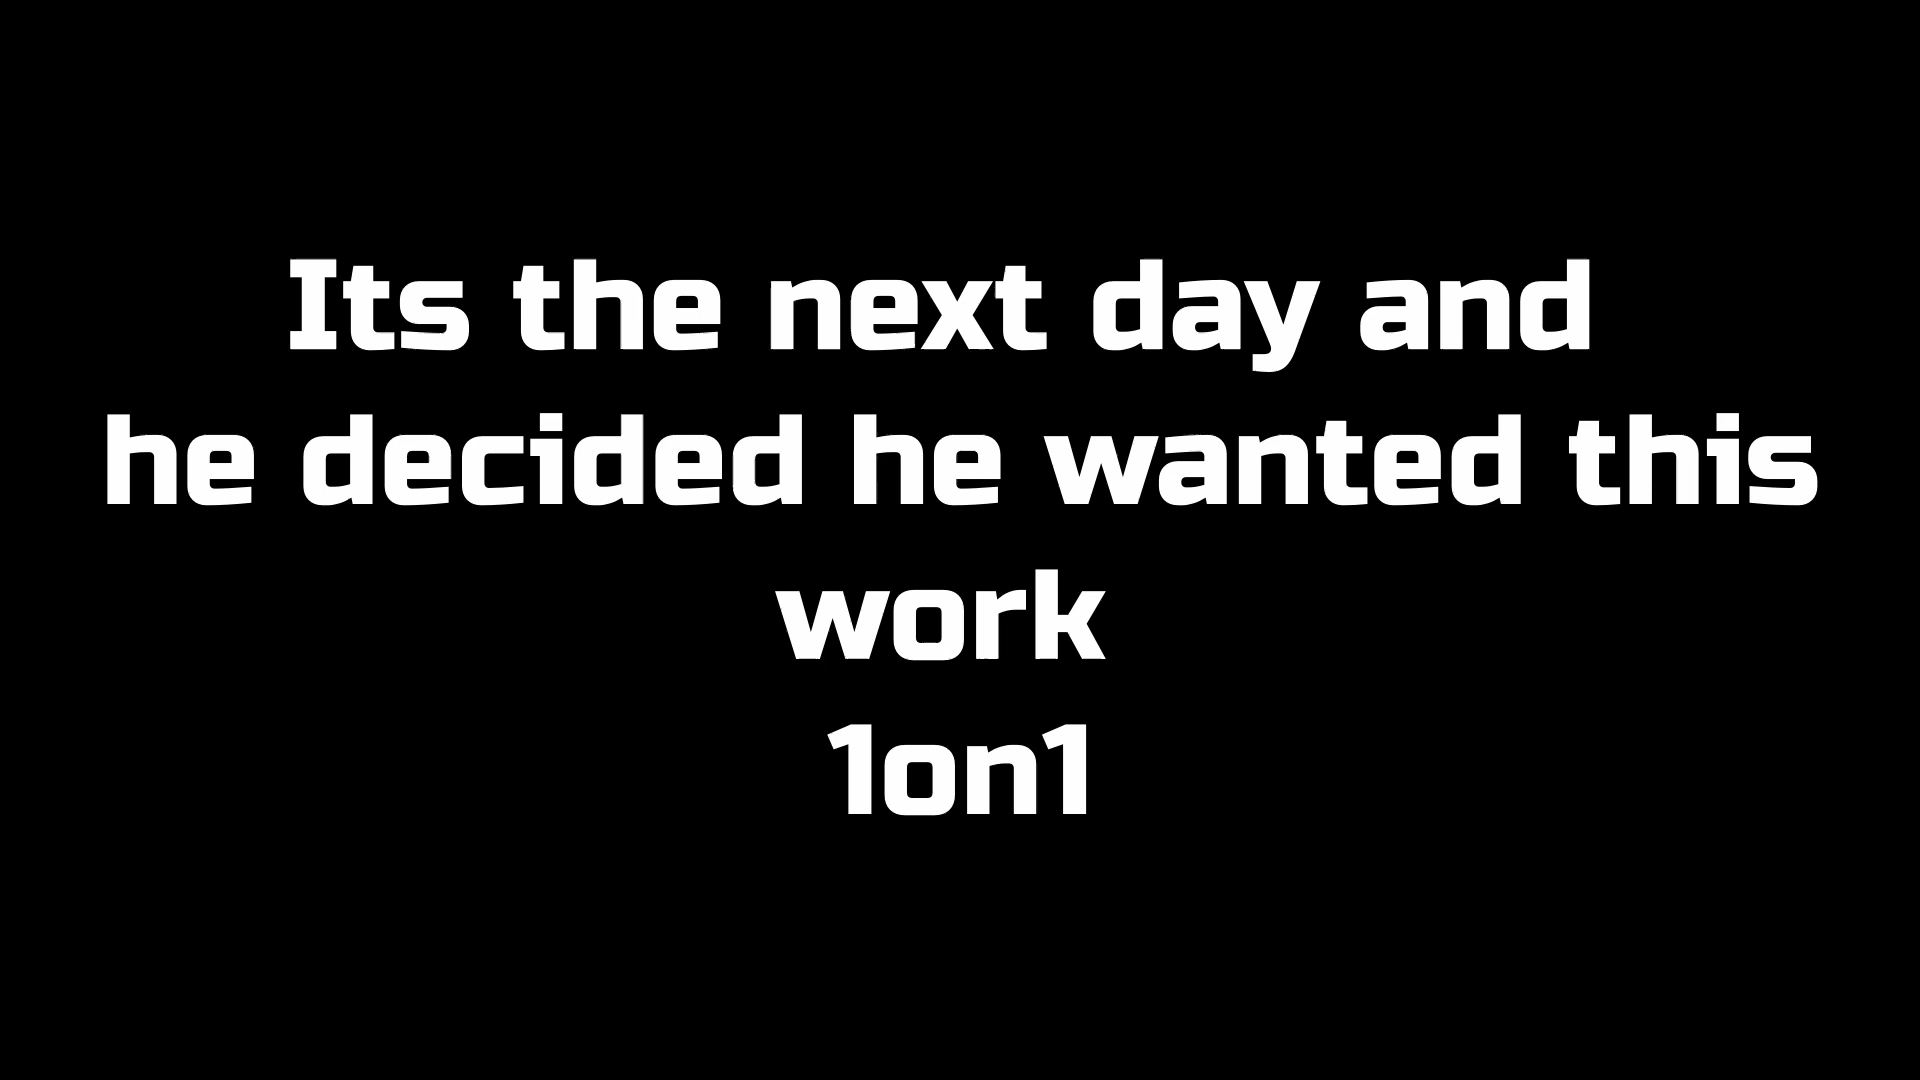 Its the next day and
he decided he wanted this
work
1on1